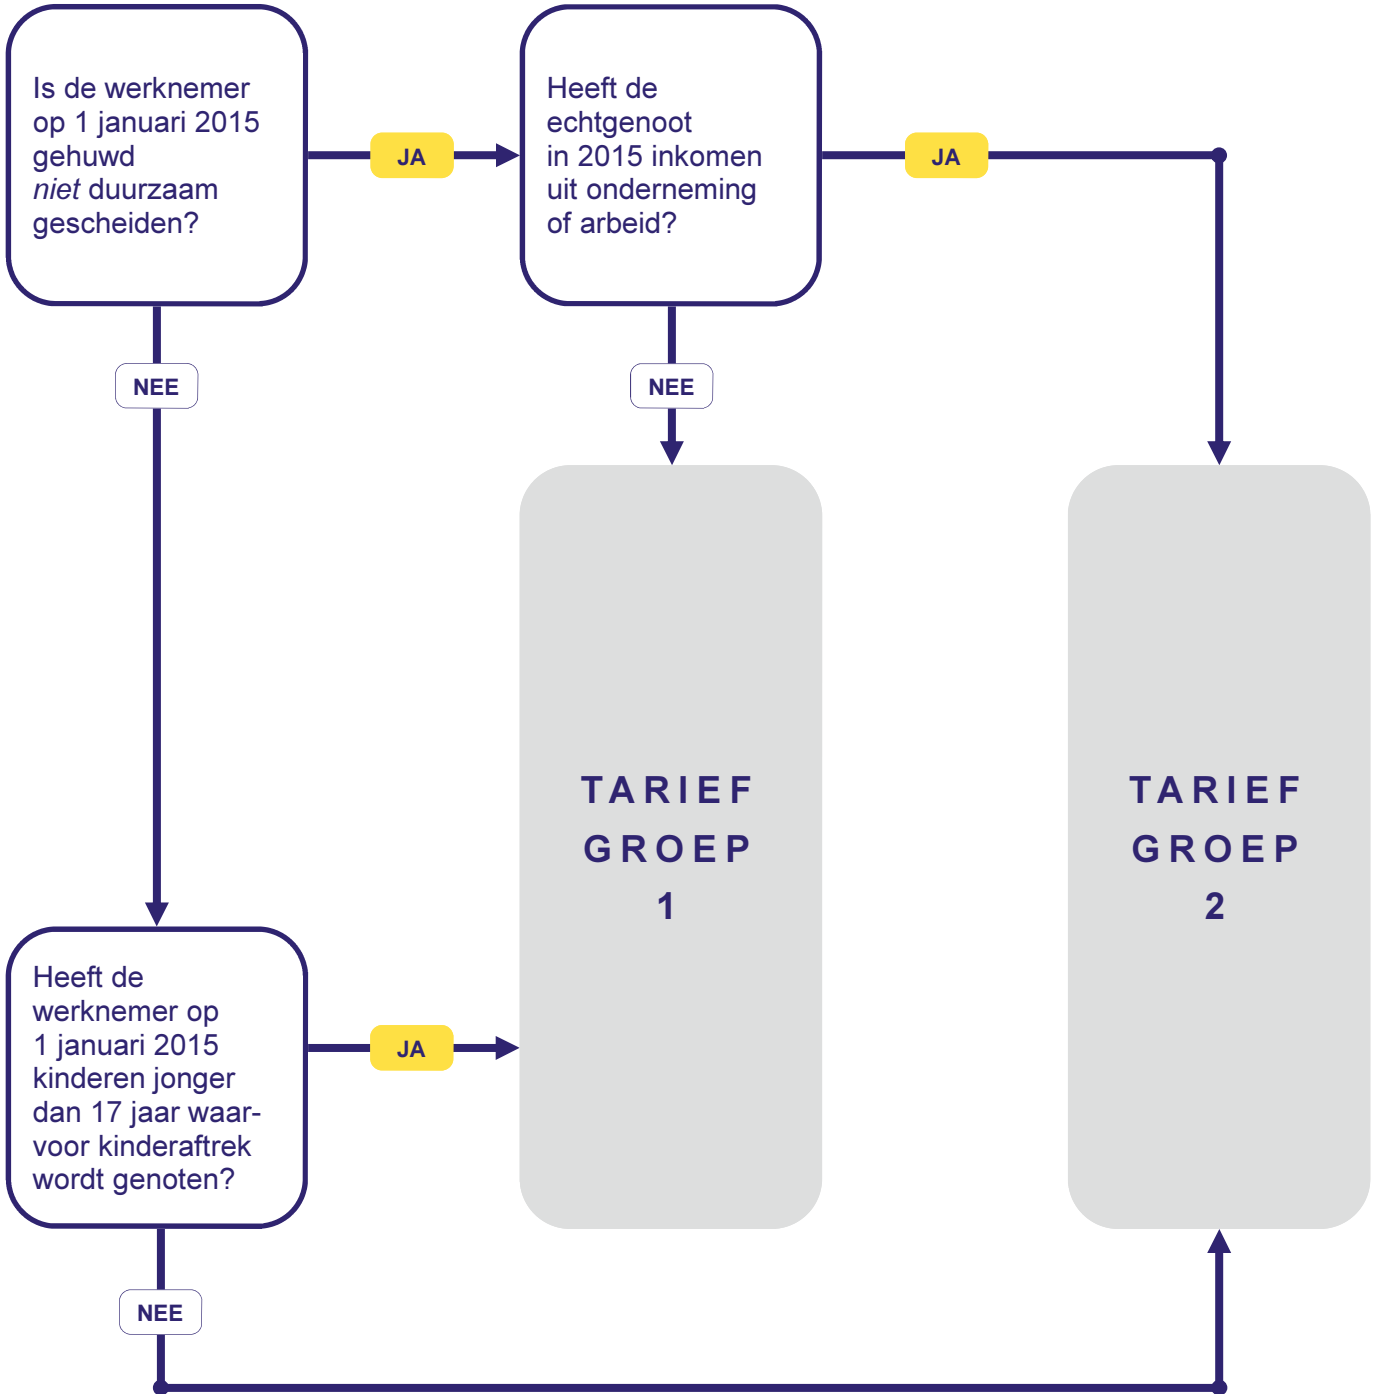 Is de werknemer
op 1 januari 2015
gehuwd
niet duurzaam
gescheiden?
JA
Heeft de
echtgenoot
in 2015 inkomen
uit onderneming
of arbeid?
JA
NEE
NEE
TARIEF
GROEP
1
TARIEF
GROEP
2
Heeft de
werknemer op
1 januari 2015
kinderen jonger
dan 17 jaar waar-
voor kinderaftrek
wordt genoten?
JA
NEE